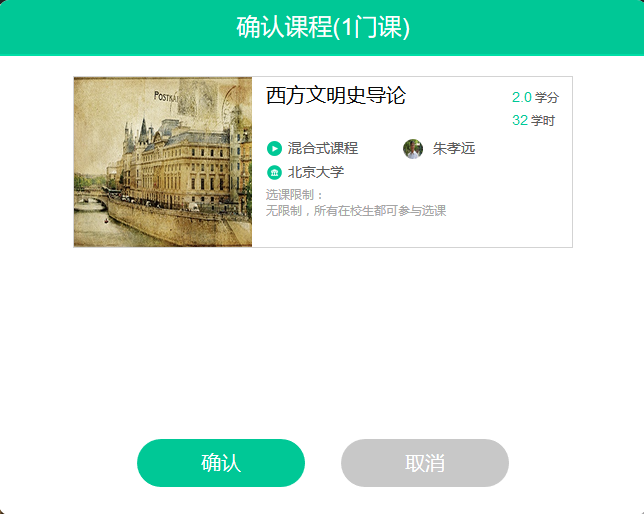 确认课程(1门课)
POSTKA
西方文明史导论
2.0 学分
32 学时
混合式课程
朱孝远
北京大学
选课限制：
无限制，所有在校生都可参与选课
确认
取消